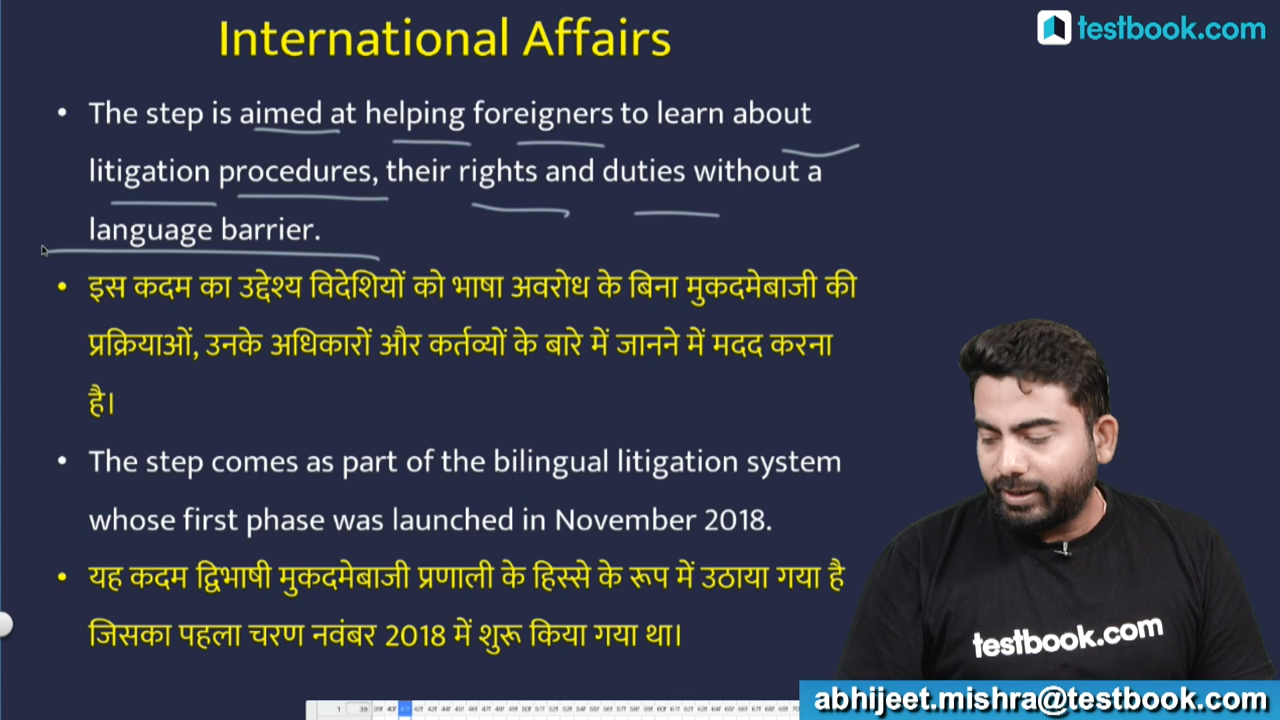 International Affairs
testbook.com
• The step is aimed at helping foreigners to learn about
litigation procedures, their rights and duties without a
language barrier.
• इस कदम का उद्देश्य विदेशियों को भाषा अवरोध के बिना मुकदमेबाजी की
प्रक्रियाओं, उनके अधिकारों और कर्तव्यों के बारे में जानने में मदद करना
है।
• The step comes as part of the bilingual litigation system
whose first phase was launched in November 2018.
• यह कदम द्विभाषी मुकदमेबाजी प्रणाली के हिस्से के रूप में उठाया गया है
जिसका पहला चरण नवंबर 2018 में शुरू किया गया था।
testbook.com
abhijeet.mishra@testbook.com